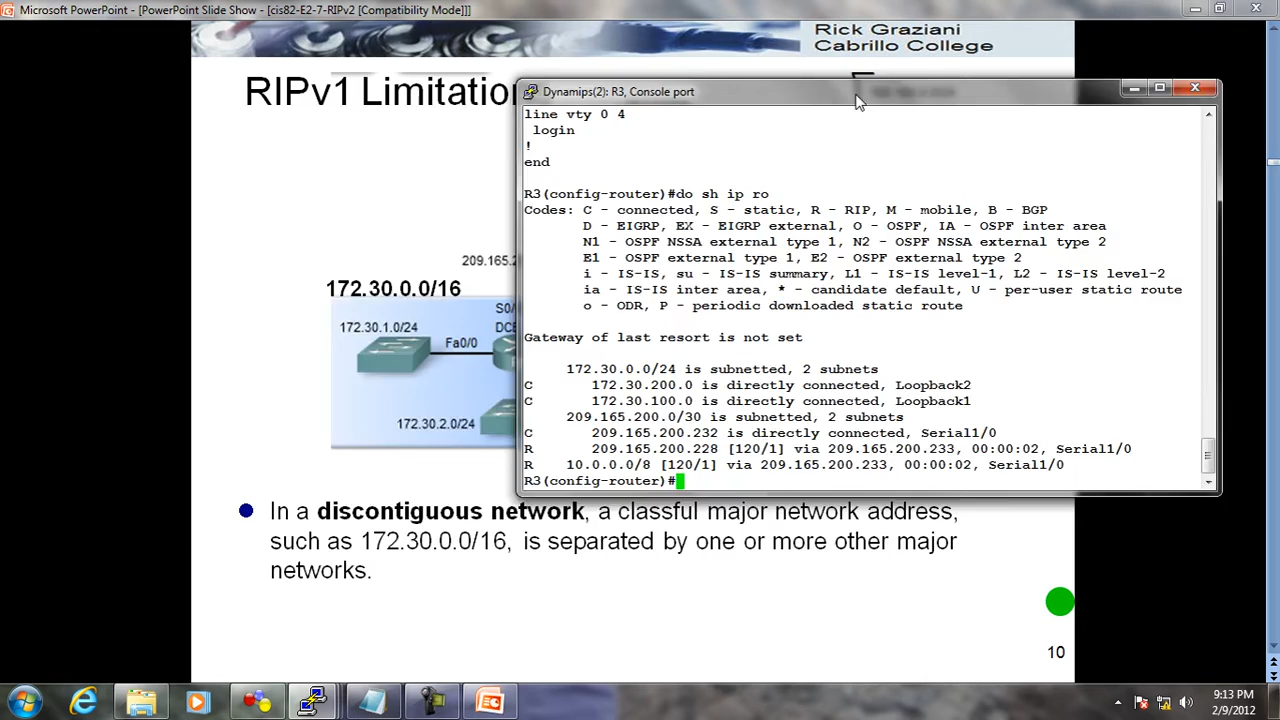 Microsoft PowerPoint - [PowerPoint Slide Show - [cis82-E2-7-RIPv2 [Compatibility Mode]]]
Rick Graziani
Cabrillo College
RIPv1 Limitation
Dynamips(2): R3, Console port
line vty 0 4
login
!
end
R3(config-router)#do sh ip ro
Codes: C - connected, S - static, R - RIP, M - mobile, B - BGP
D - EIGRP, EX - EIGRP external, O - OSPF, IA - OSPF inter area
N1 - OSPF NSSA external type 1, N2 - OSPF NSSA external type 2
E1 - OSPF external type 1, E2 - OSPF external type 2
i - IS-IS, su - IS-IS summary, L1 - IS-IS level-1, L2 - IS-IS level-2
ia - IS-IS inter area, * - candidate default, U - per-user static route
o - ODR, P - periodic downloaded static route
Gateway of last resort is not set
172.30.0.0/24 is subnetted, 2 subnets
C 172.30.200.0 is directly connected, Loopback2
C 172.30.100.0 is directly connected, Loopback1
209.165.200.0/30 is subnetted, 2 subnets
C 209.165.200.232 is directly connected, Serial1/0
R 209.165.200.228 [120/1] via 209.165.200.233, 00:00:02, Serial1/0
R 10.0.0.0/8 [120/1] via 209.165.200.233, 00:00:02, Serial1/0
R3(config-router)#
209.165.2
172.30.0.0/16
S0/
172.30.1.0/24
DCE
Fa0/0
172.30.2.0/24
In a discontiguous network, a classful major network address,
such as 172.30.0.0/16, is separated by one or more other major
networks.
10
9:13 PM
2/9/2012